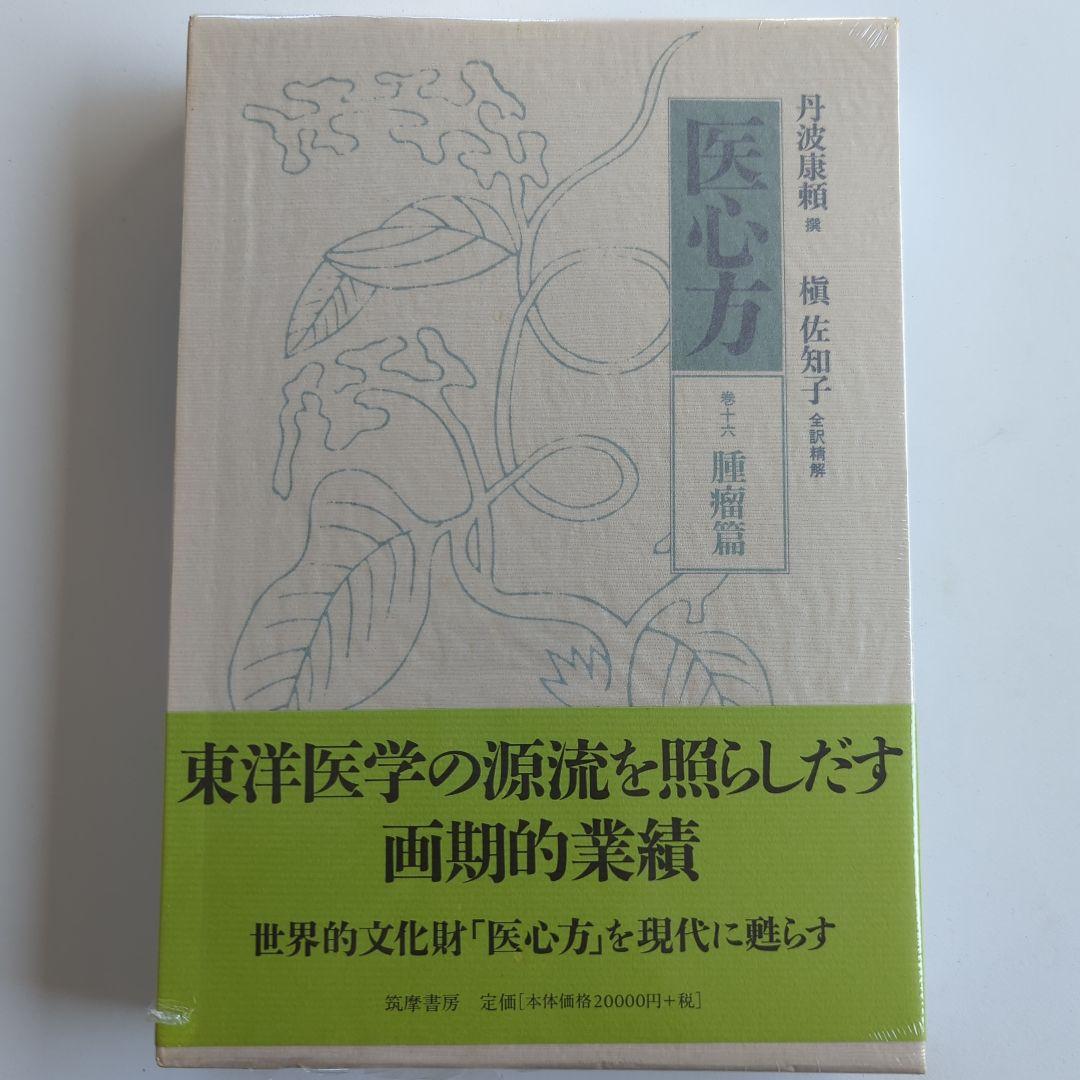 丹波康頼 撰
槇 佐知子 全訳精解
医心方
巻十六 腫瘤篇
東洋医学の源流を照らしだす
画期的業績
世界的文化財「医心方」を現代に甦らす
筑摩書房 定価[本体価格20000円+税]